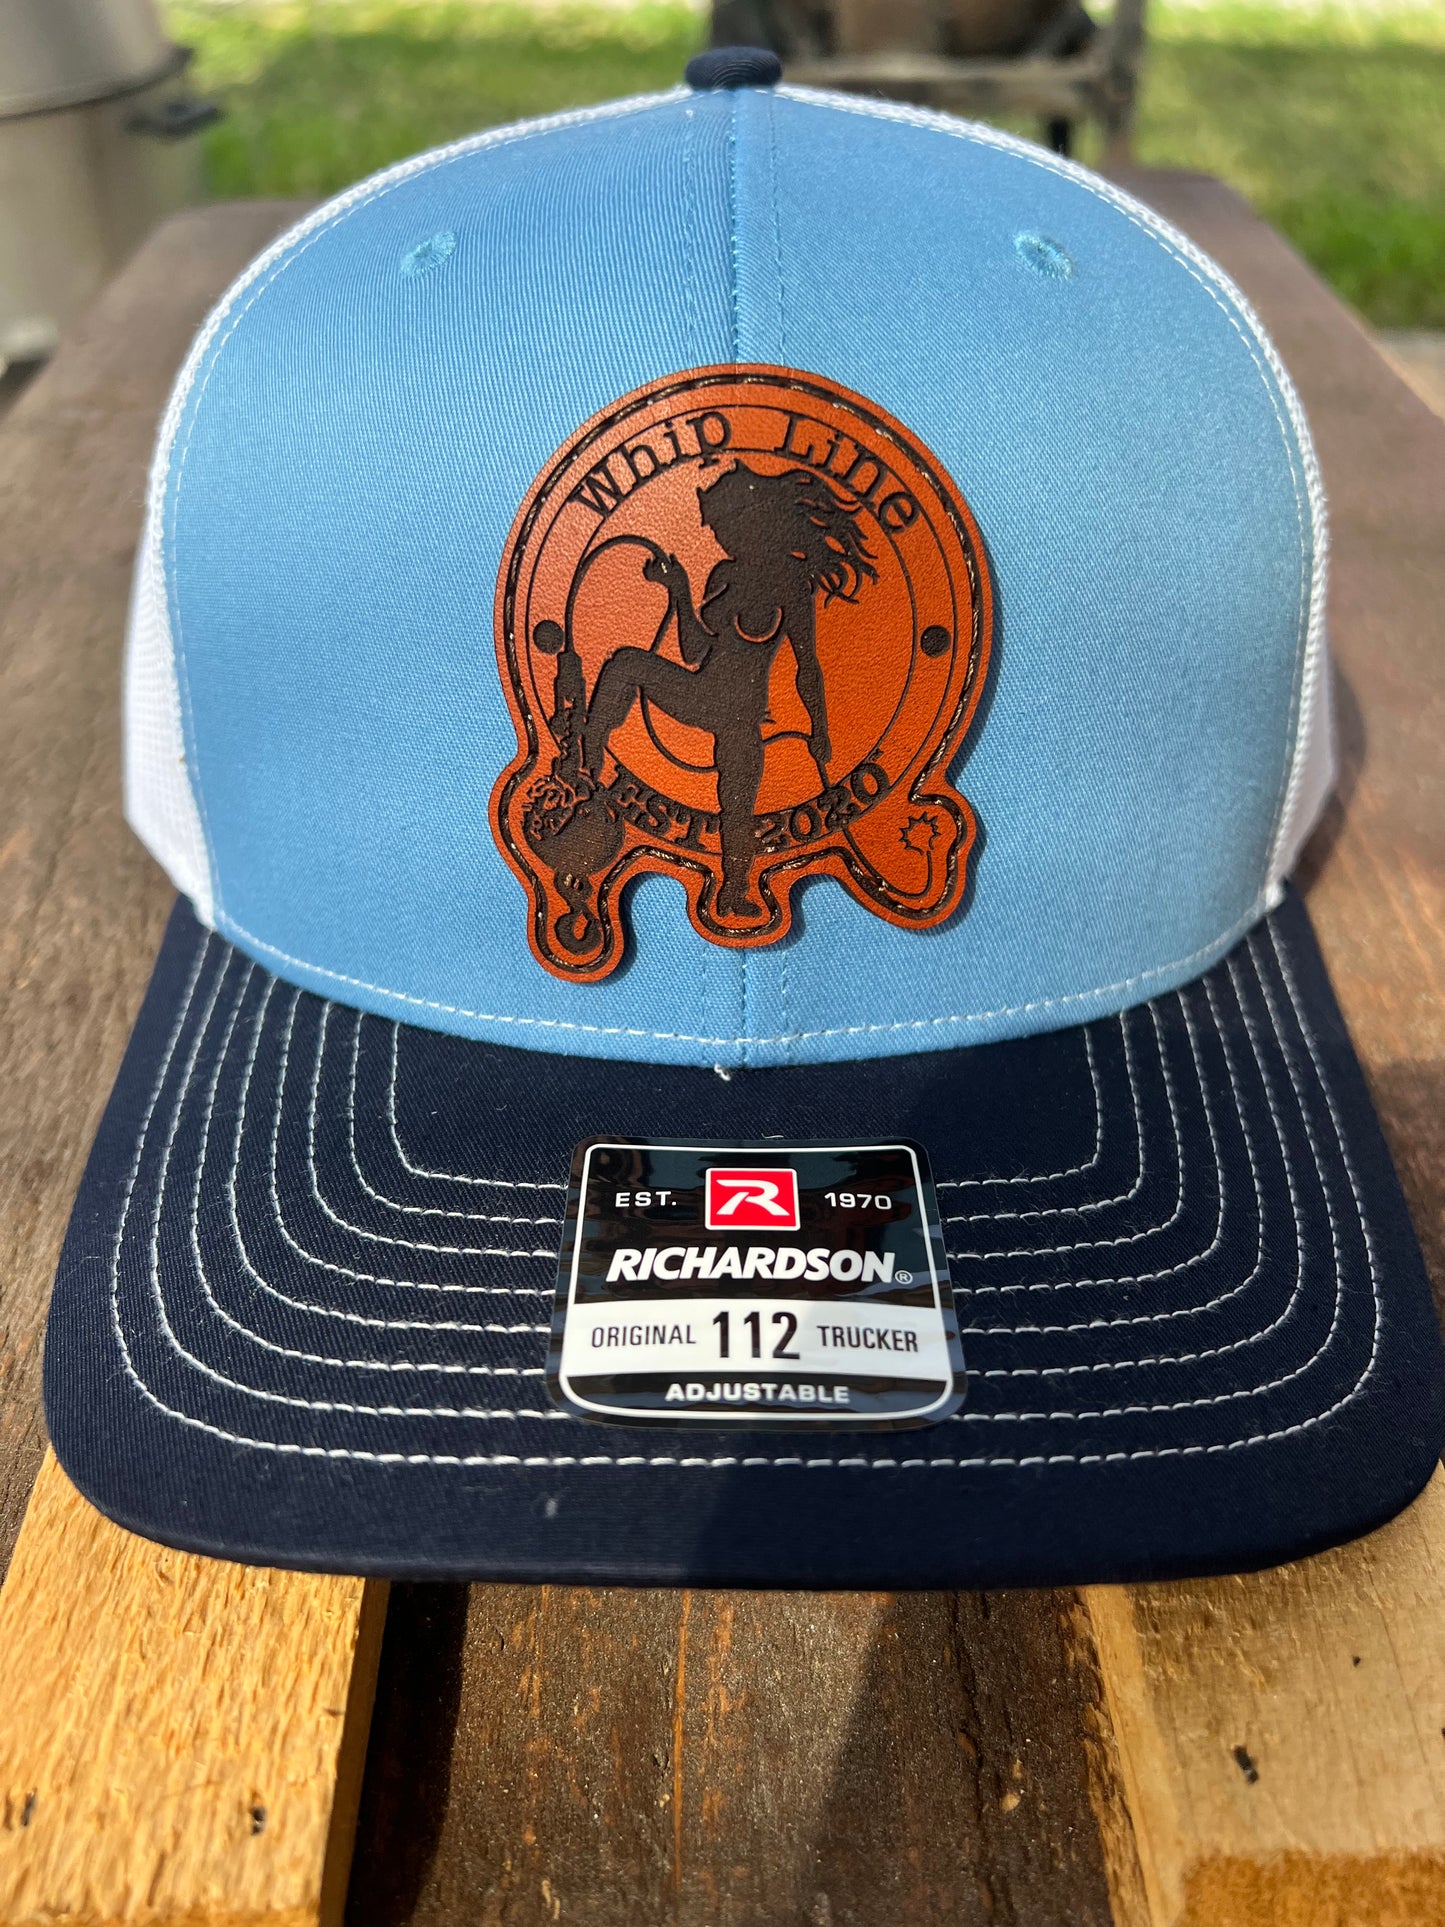 Whip Line
EST 2020
EST. R 1970
RICHARDSON®
ORIGINAL 112 TRUCKER
ADJUSTABLE